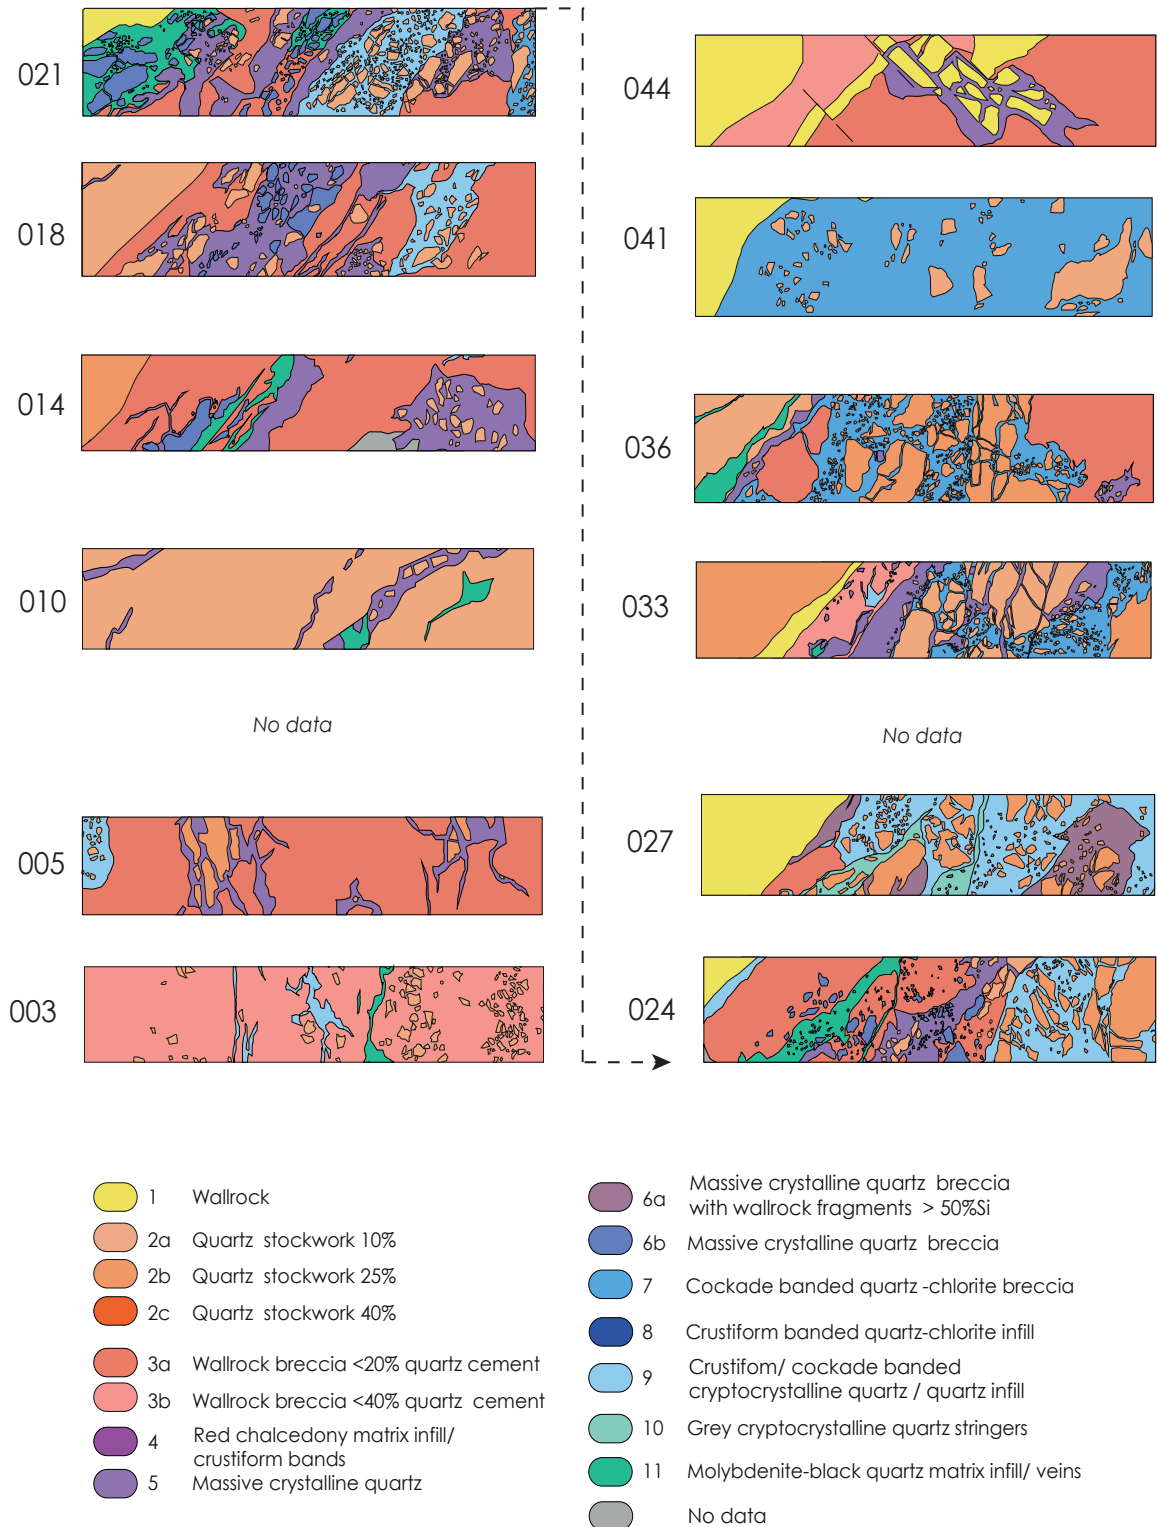 021
018
014
010
No data
005
003
044
041
036
033
No data
027
024
1 Wallrock
2a Quartz stockwork 10%
2b Quartz stockwork 25%
2c Quartz stockwork 40%
3a Wallrock breccia <20% quartz cement
3b Wallrock breccia <40% quartz cement
4 Red chalcedony matrix infill/
crustiform bands
5 Massive crystalline quartz
6a Massive crystalline quartz breccia
with wallrock fragments > 50%Si
6b Massive crystalline quartz breccia
7 Cockade banded quartz -chlorite breccia
8 Crustiform banded quartz-chlorite infill
9 Crustifom/ cockade banded
cryptocrystalline quartz / quartz infill
10 Grey cryptocrystalline quartz stringers
11 Molybdenite-black quartz matrix infill/ veins
No data